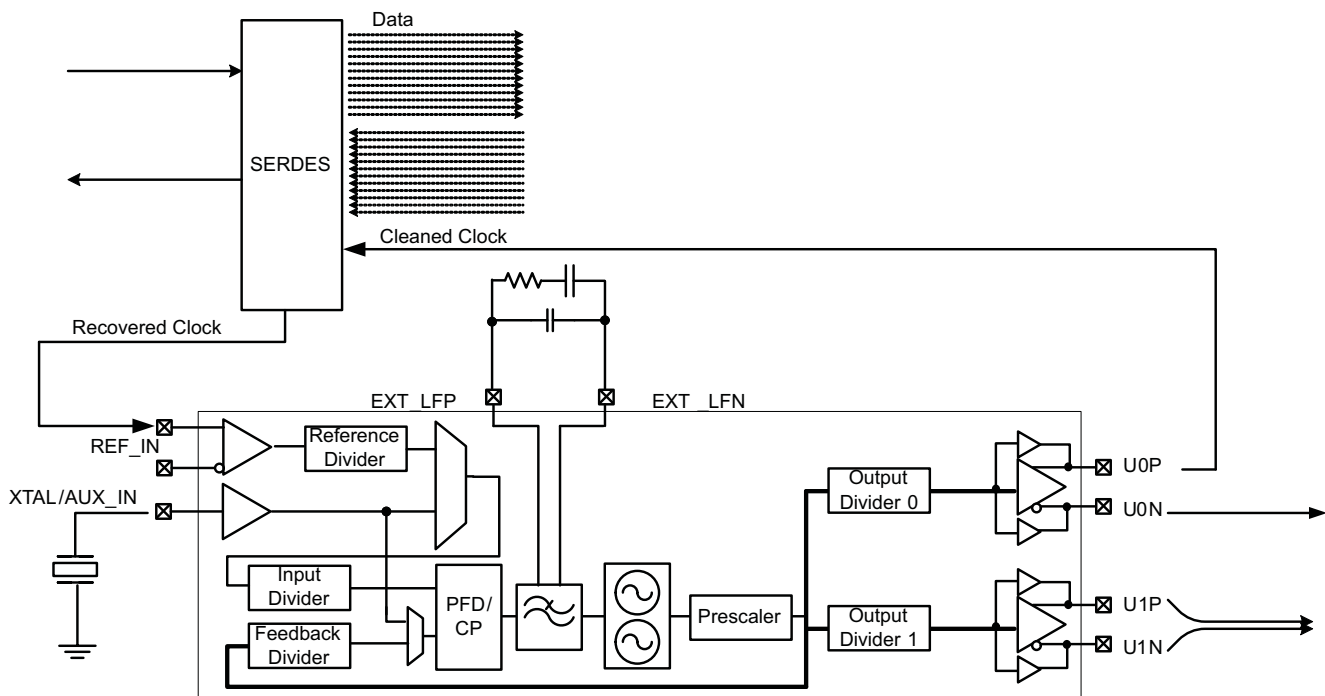 Data
SERDES
Cleaned Clock
Recovered Clock
EXT_LFP
EXT _LFN
REF_IN
Reference
Divider
XTAL/AUX_IN
Output
Divider 0
U0P
U0N
Input
Divider
PFD/
CP
Prescaler
Feedback
Divider
Output
Divider 1
U1P
U1N